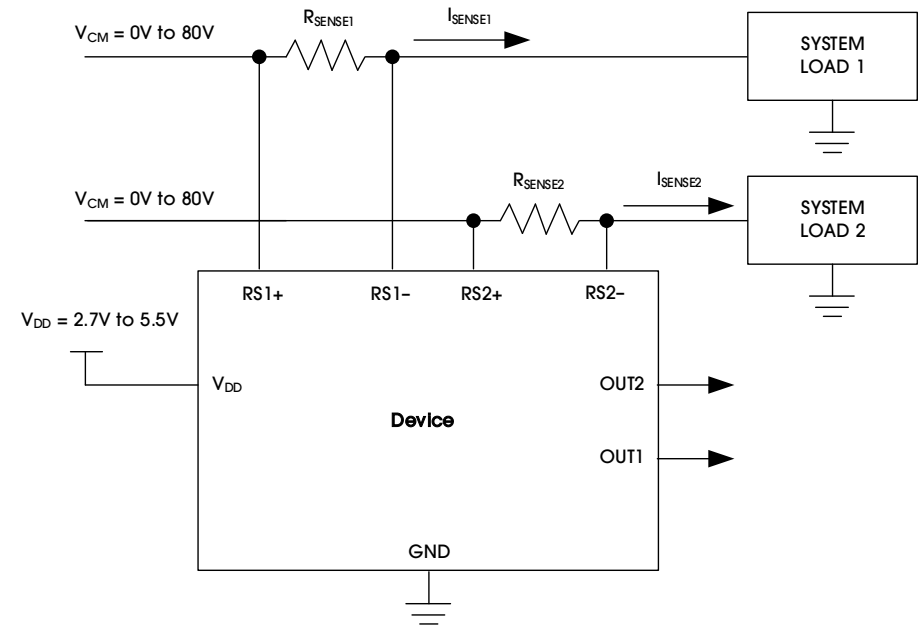 V_CM = 0V to 80V
R_SENSE1
I_SENSE1
SYSTEM
LOAD 1
V_CM = 0V to 80V
R_SENSE2
I_SENSE2
SYSTEM
LOAD 2
RS1+
RS1–
RS2+
RS2–
V_DD = 2.7V to 5.5V
V_DD
OUT2
Device
OUT1
GND